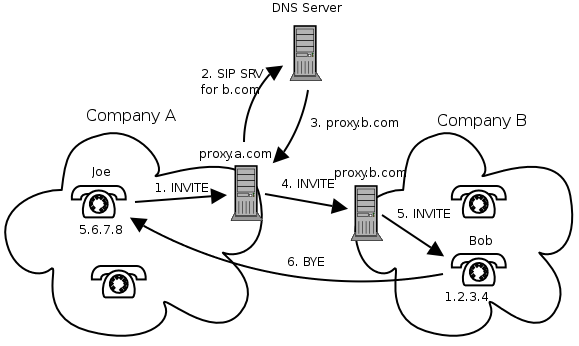 DNS Server
2. SIP SRV
for b.com
Company A
Company B
3. proxy.b.com
proxy.a.com
proxy.b.com
Joe
1. INVITE
4. INVITE
5.6.7.8
5. INVITE
Bob
6. BYE
1.2.3.4